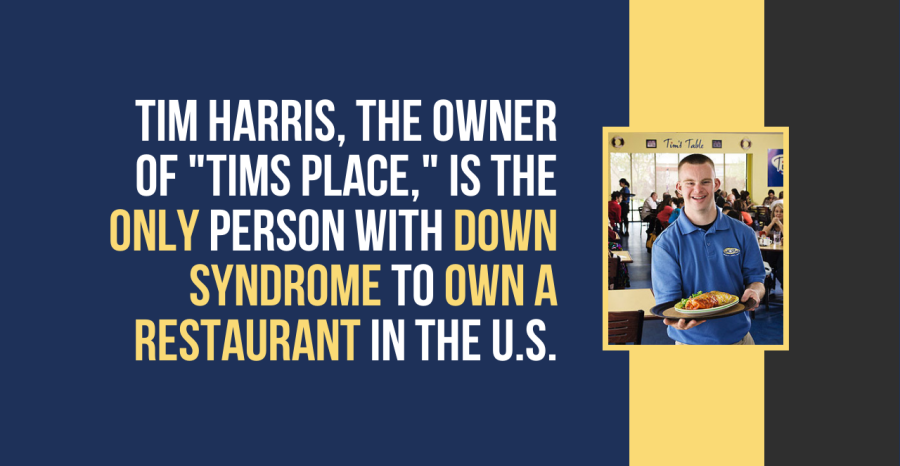 TIM HARRIS, THE OWNER
OF "TIMS PLACE," IS THE
ONLY PERSON WITH DOWN
SYNDROME TO OWN A
RESTAURANT IN THE U.S.
Tim's Table